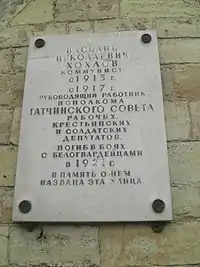 ВАСИЛИЙ
НИКОЛАЕВИЧ
ХОХЛОВ
КОММУНИСТ
С 1915 Г.
С 1917 Г.
РУКОВОДЯЩИЙ РАБОТНИК
ИСПОЛКОМА
ГАТЧИНСКОГО СОВЕТА
РАБОЧИХ,
КРЕСТЬЯНСКИХ
И СОЛДАТСКИХ
ДЕПУТАТОВ.
ПОГИБ В БОЯХ
С БЕЛОГВАРДЕЙЦАМИ
В 1921 Г.
В ПАМЯТЬ О НЕМ
НАЗВАНА ЭТА УЛИЦА.